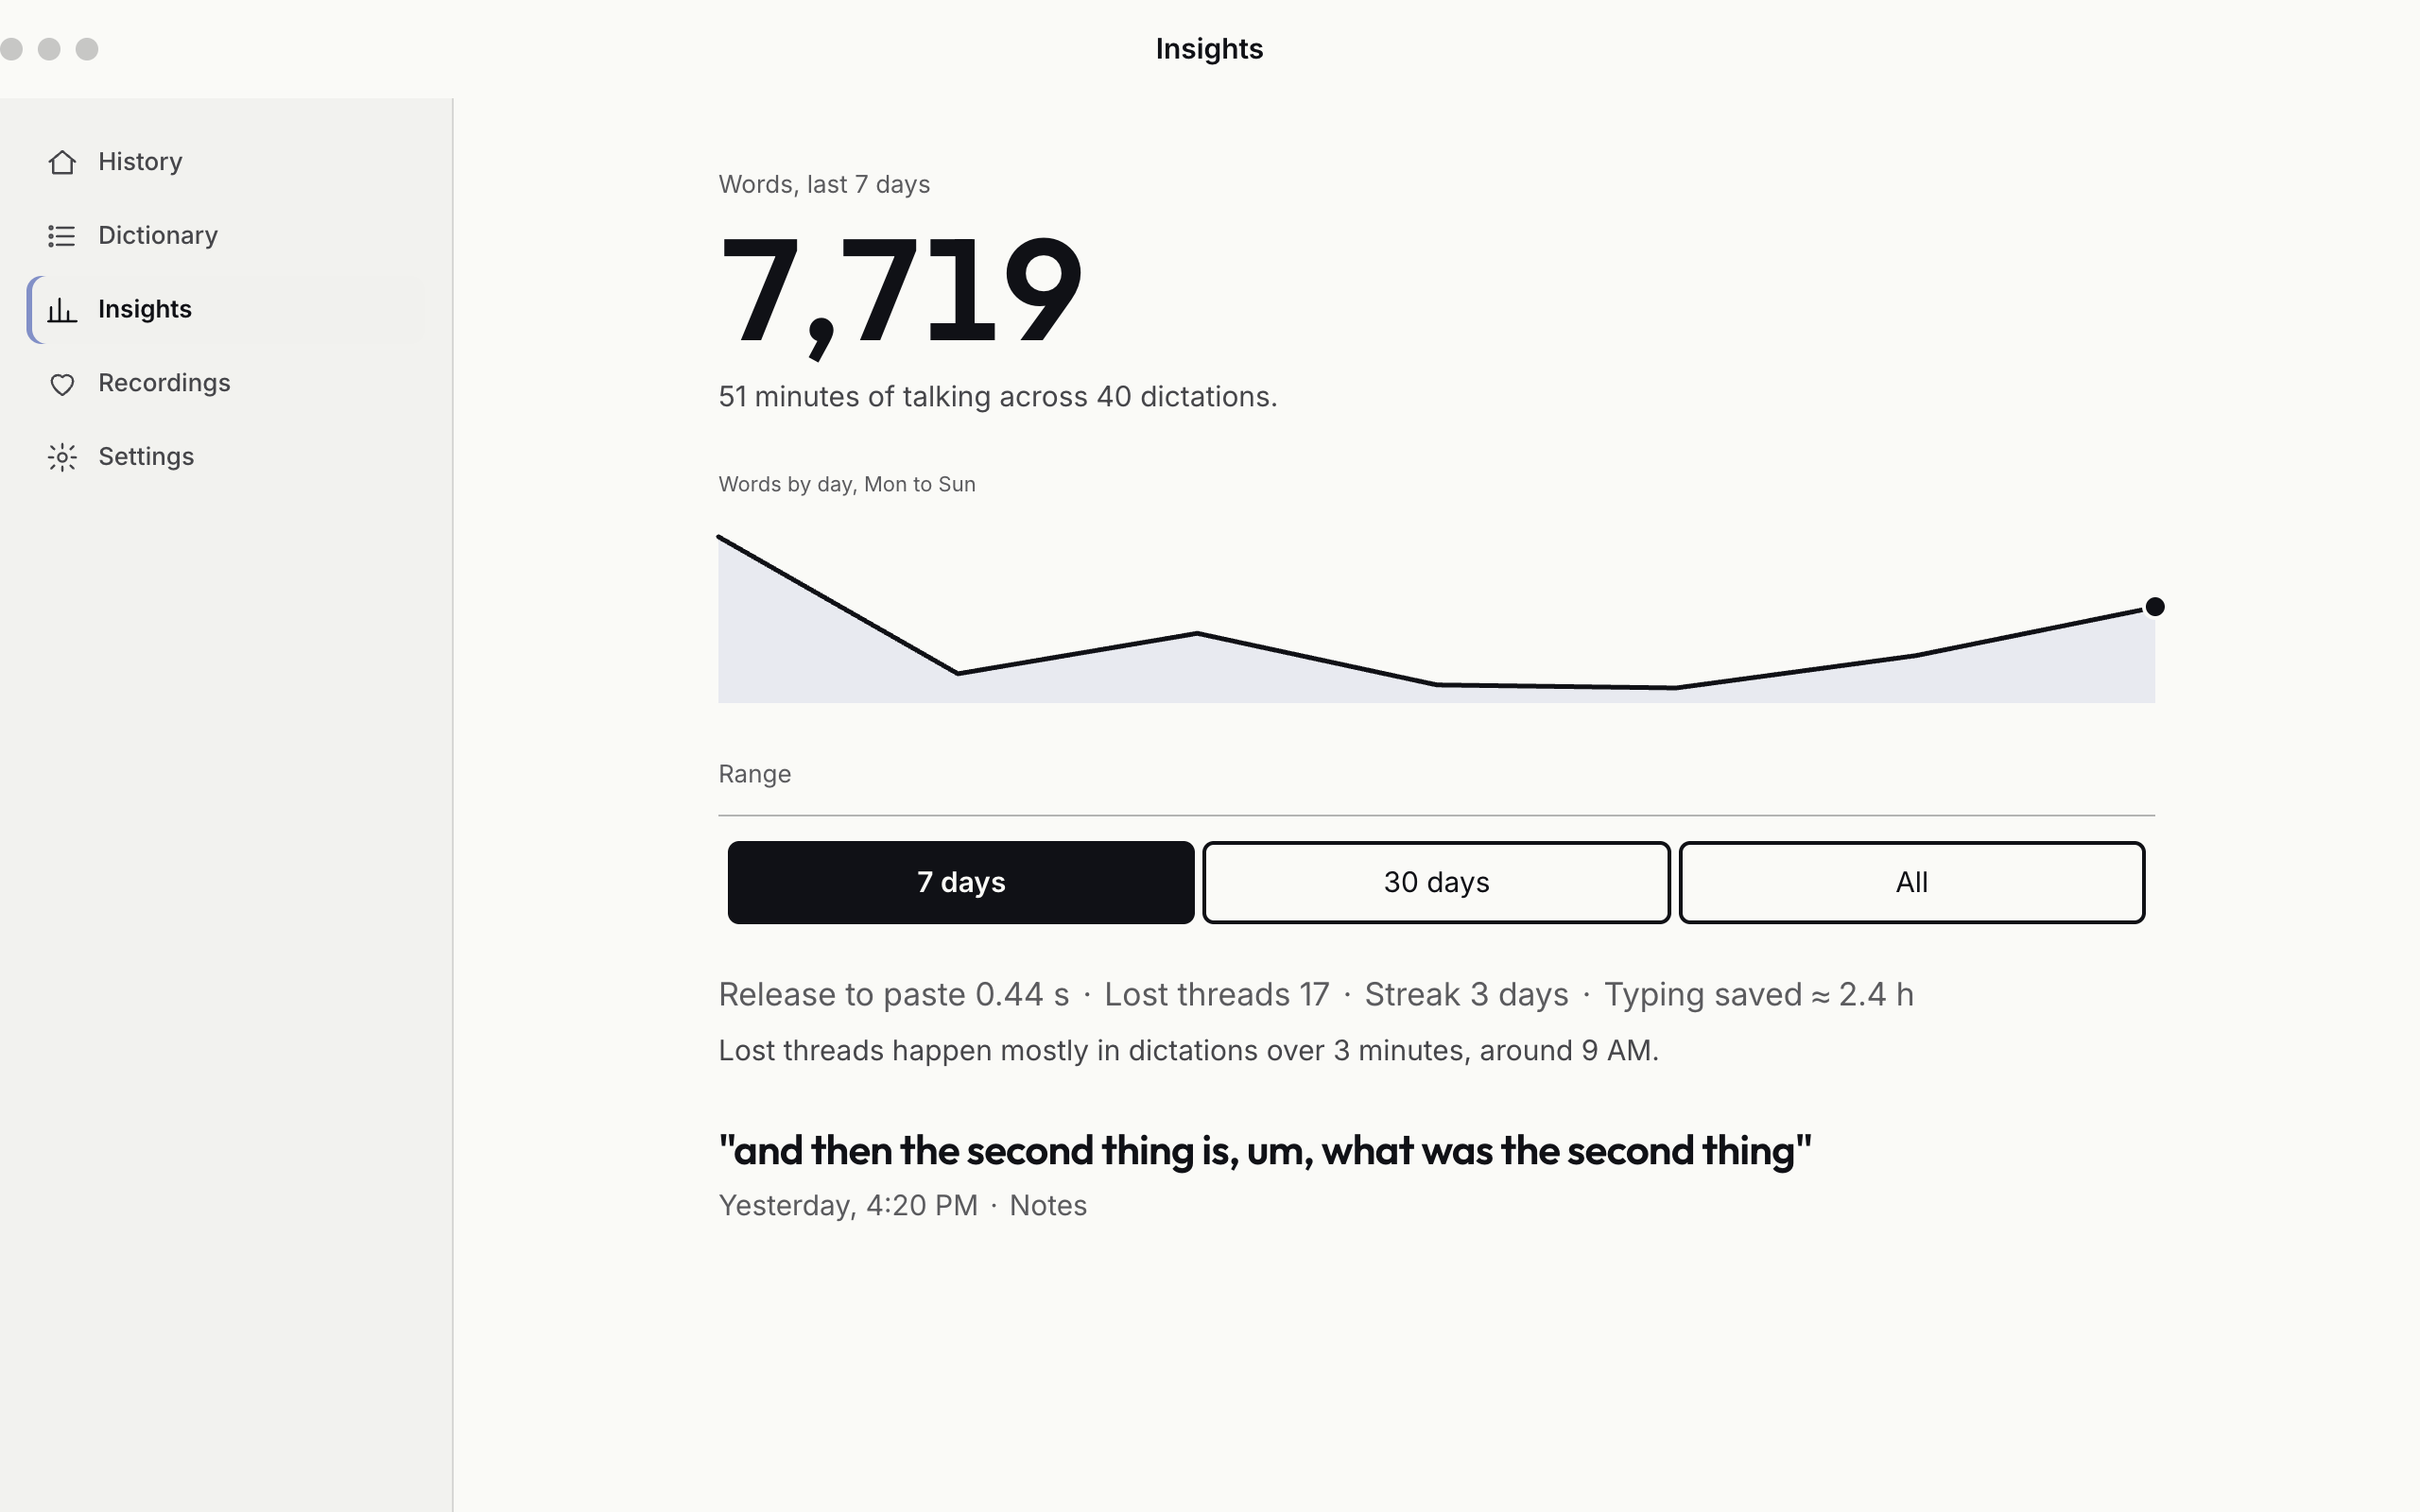 Insights
History
Dictionary
Insights
Recordings
Settings
Words, last 7 days
7,719
51 minutes of talking across 40 dictations.
Words by day, Mon to Sun
Range
7 days
30 days
All
Release to paste 0.44 s · Lost threads 17 · Streak 3 days · Typing saved ≈ 2.4 h
Lost threads happen mostly in dictations over 3 minutes, around 9 AM.
"and then the second thing is, um, what was the second thing"
Yesterday, 4:20 PM · Notes